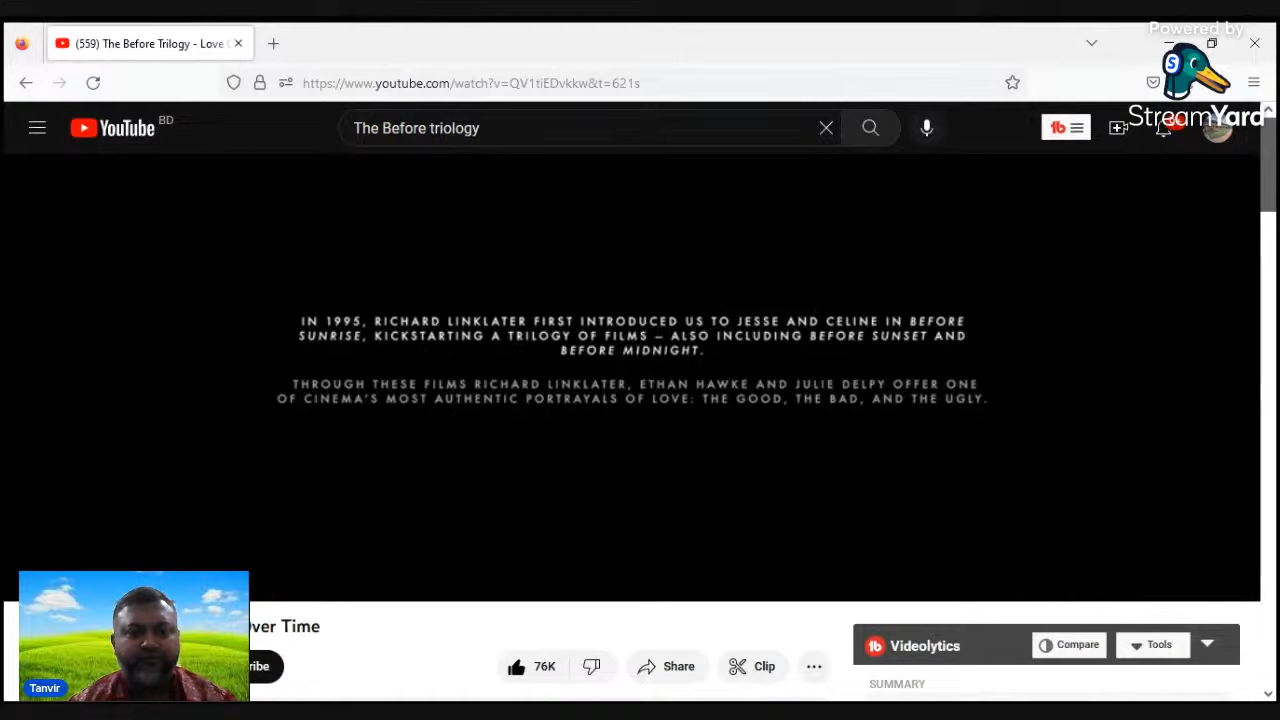 Powered by
StreamYard
(559) The Before Trilogy - Love
https://www.youtube.com/watch?v=QV1tiEDvkkw&t=621s
YouTube BD
The Before triology
tb
IN 1995, RICHARD LINKLATER FIRST INTRODUCED US TO JESSE AND CELINE IN BEFORE
SUNRISE, KICKSTARTING A TRILOGY OF FILMS – ALSO INCLUDING BEFORE SUNSET AND
BEFORE MIDNIGHT.
THROUGH THESE FILMS RICHARD LINKLATER, ETHAN HAWKE AND JULIE DELPY OFFER ONE
OF CINEMA'S MOST AUTHENTIC PORTRAYALS OF LOVE: THE GOOD, THE BAD, AND THE UGLY.
ver Time
ibe
76K
Share
Clip
tb Videolytics
Compare
Tools
SUMMARY
Tanvir